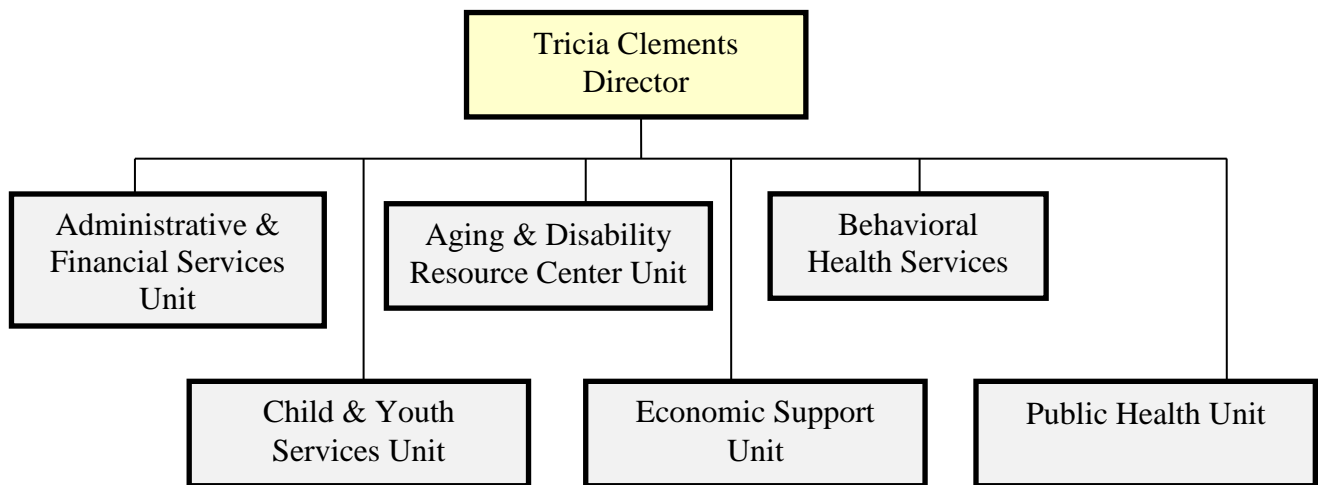 Tricia Clements
Director
Administrative &
Financial Services
Unit
Aging & Disability
Resource Center Unit
Behavioral
Health Services
Child & Youth
Services Unit
Economic Support
Unit
Public Health Unit